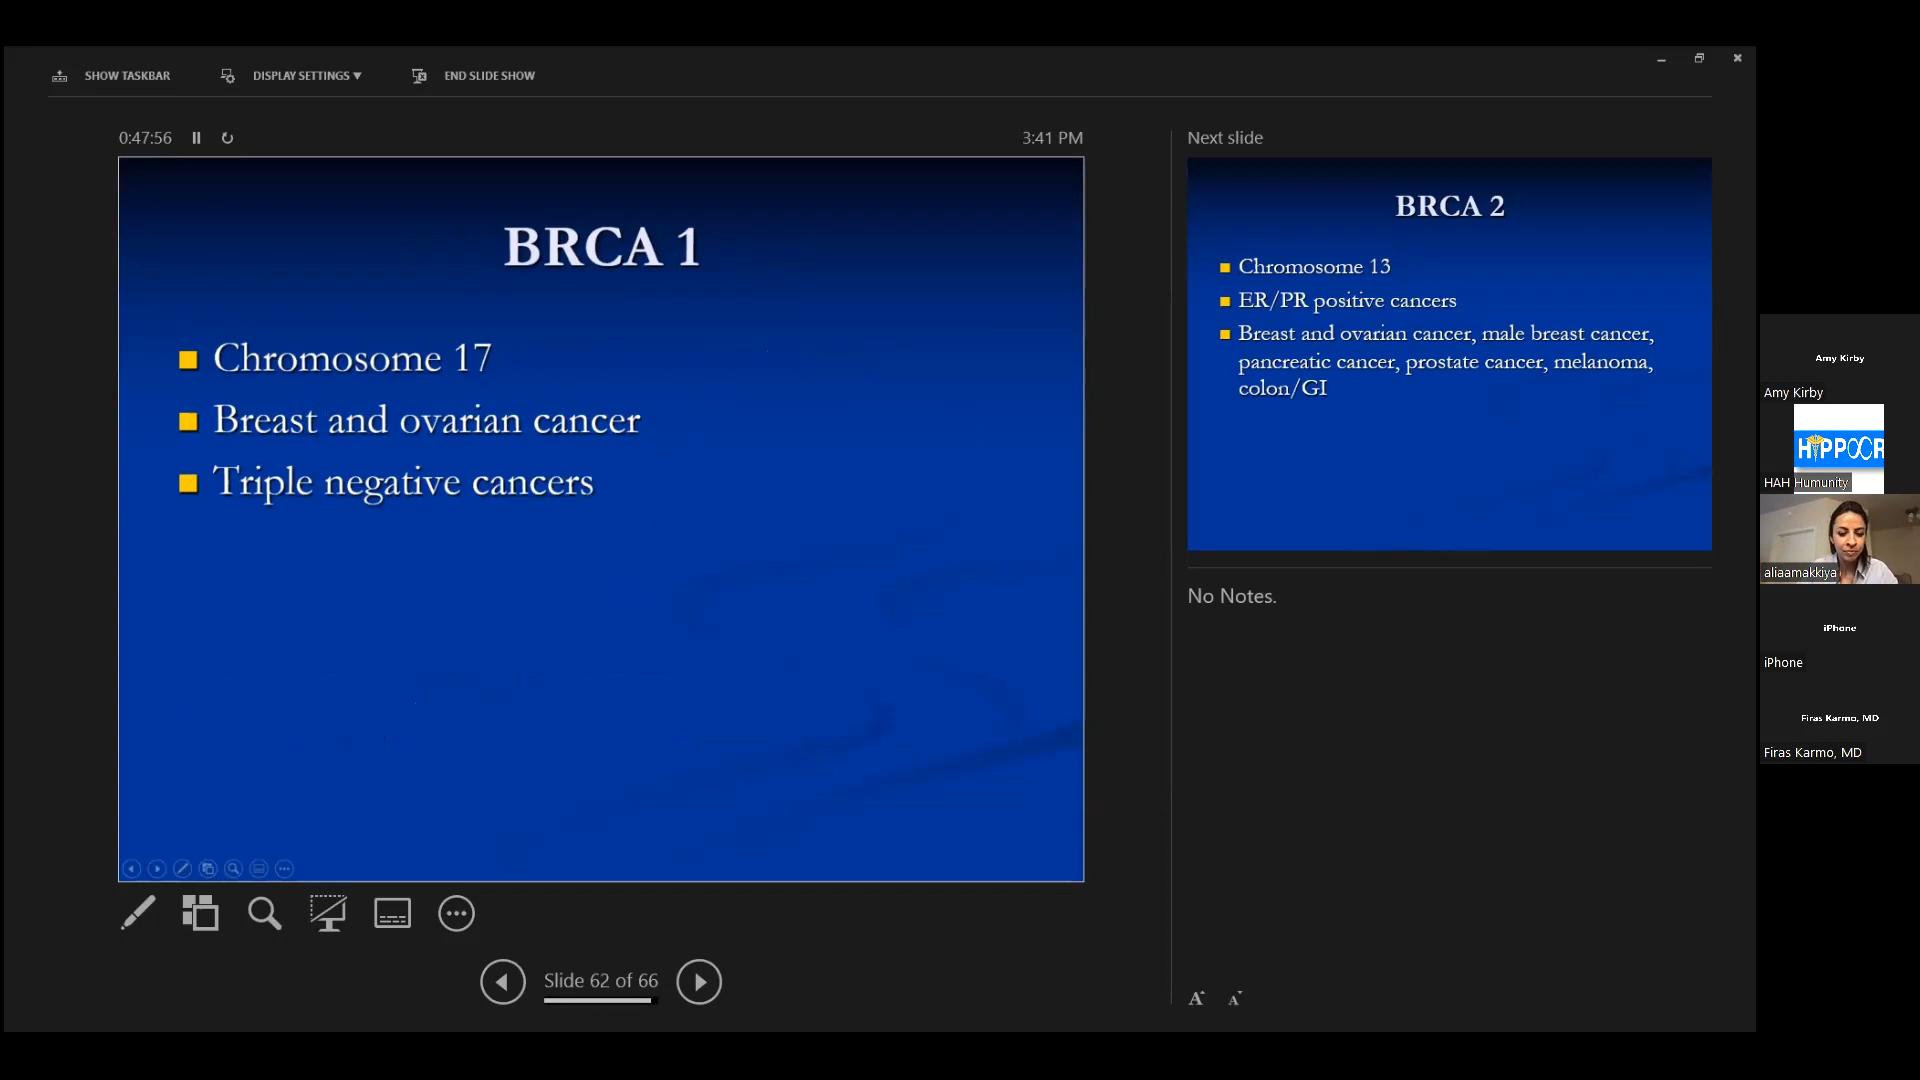 SHOW TASKBAR
DISPLAY SETTINGS ▼
END SLIDE SHOW
0:47:56
3:41 PM
BRCA 1
Chromosome 17
Breast and ovarian cancer
Triple negative cancers
Slide 62 of 66
Next slide
BRCA 2
Chromosome 13
ER/PR positive cancers
Breast and ovarian cancer, male breast cancer,
pancreatic cancer, prostate cancer, melanoma,
colon/GI
No Notes.
A A
Amy Kirby
Amy Kirby
HIPPOCR
HAH Humunity
aliaamakkiya
iPhone
iPhone
Firas Karmo, MD
Firas Karmo, MD